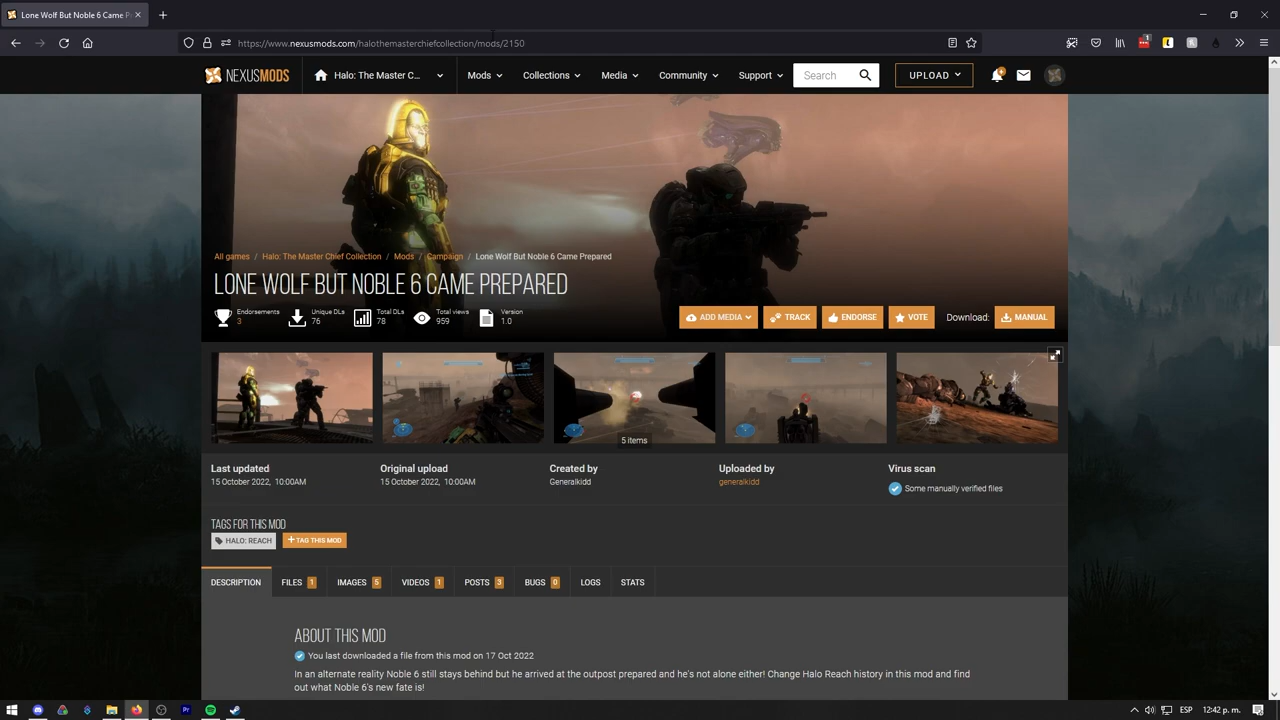 Lone Wolf But Noble 6 Came P
https://www.nexusmods.com/halothemasterchiefcollection/mods/2150
NEXUSMODS
Halo: The Master C...
Mods
Collections
Media
Community
Support
Search
UPLOAD
All games / Halo: The Master Chief Collection / Mods / Campaign / Lone Wolf But Noble 6 Came Prepared
LONE WOLF BUT NOBLE 6 CAME PREPARED
Endorsements
3
Unique DLs
76
Total DLs
78
Total views
959
Version
1.0
ADD MEDIA
TRACK
ENDORSE
VOTE
Download:
MANUAL
5 items
Last updated
15 October 2022, 10:00AM
Original upload
15 October 2022, 10:00AM
Created by
Generalkidd
Uploaded by
generalkidd
Virus scan
Some manually verified files
TAGS FOR THIS MOD
HALO: REACH
TAG THIS MOD
DESCRIPTION
FILES 1
IMAGES 5
VIDEOS 1
POSTS 3
BUGS 0
LOGS
STATS
ABOUT THIS MOD
You last downloaded a file from this mod on 17 Oct 2022
In an alternate reality Noble 6 still stays behind but he arrived at the outpost prepared and he's not alone either! Change Halo Reach history in this mod and find
out what Noble 6's new fate is!
ESP
12:42 p. m.